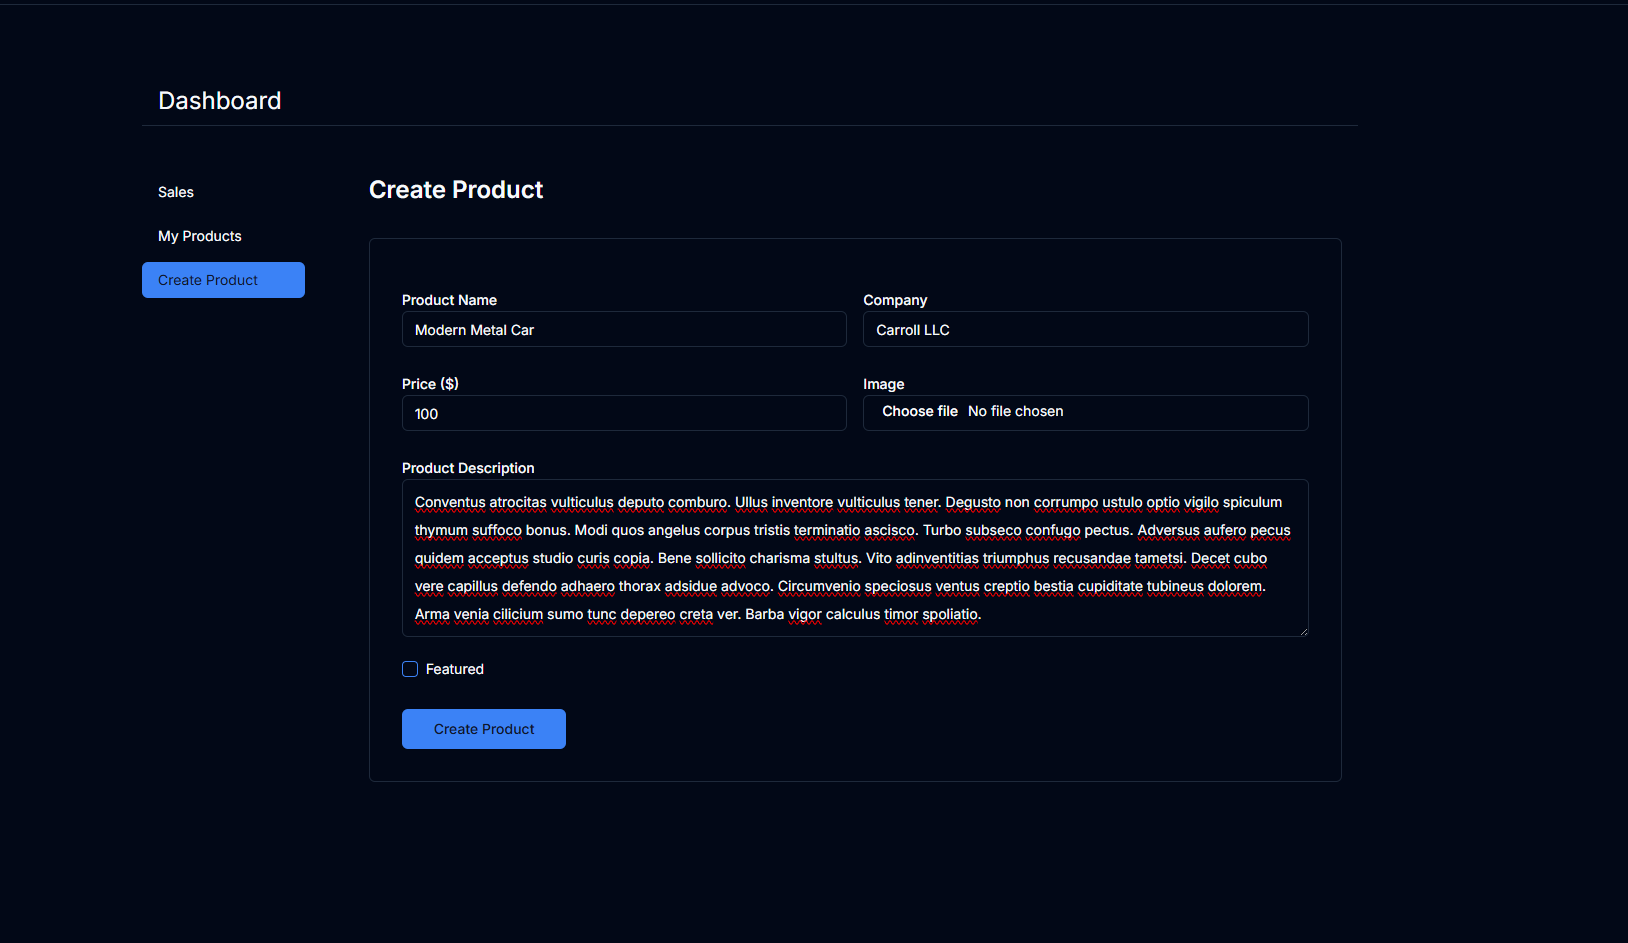 Dashboard
Sales
My Products
Create Product
Create Product
Product Name
Company
Modern Metal Car
Carroll LLC
Price ($)
Image
100
Choose file No file chosen
Product Description
Conventus atrocitas vulticulus deputo comburo. Ullus inventore vulticulus tener. Degusto non corrumpo ustulo optio vigilo spiculum
thymum suffoco bonus. Modi quos angelus corpus tristis terminatio ascisco. Turbo subseco confugo pectus. Adversus aufero pecus
quidem acceptus studio curis copia. Bene sollicito charisma stultus. Vito adinventitias triumphus recusandae tametsi. Decet cubo
vere capillus defendo adhaero thorax adsidue advoco. Circumvenio speciosus ventus creptio bestia cupiditate tubineus dolorem.
Arma venia cilicium sumo tunc depereo creta ver. Barba vigor calculus timor spoliatio.
Featured
Create Product